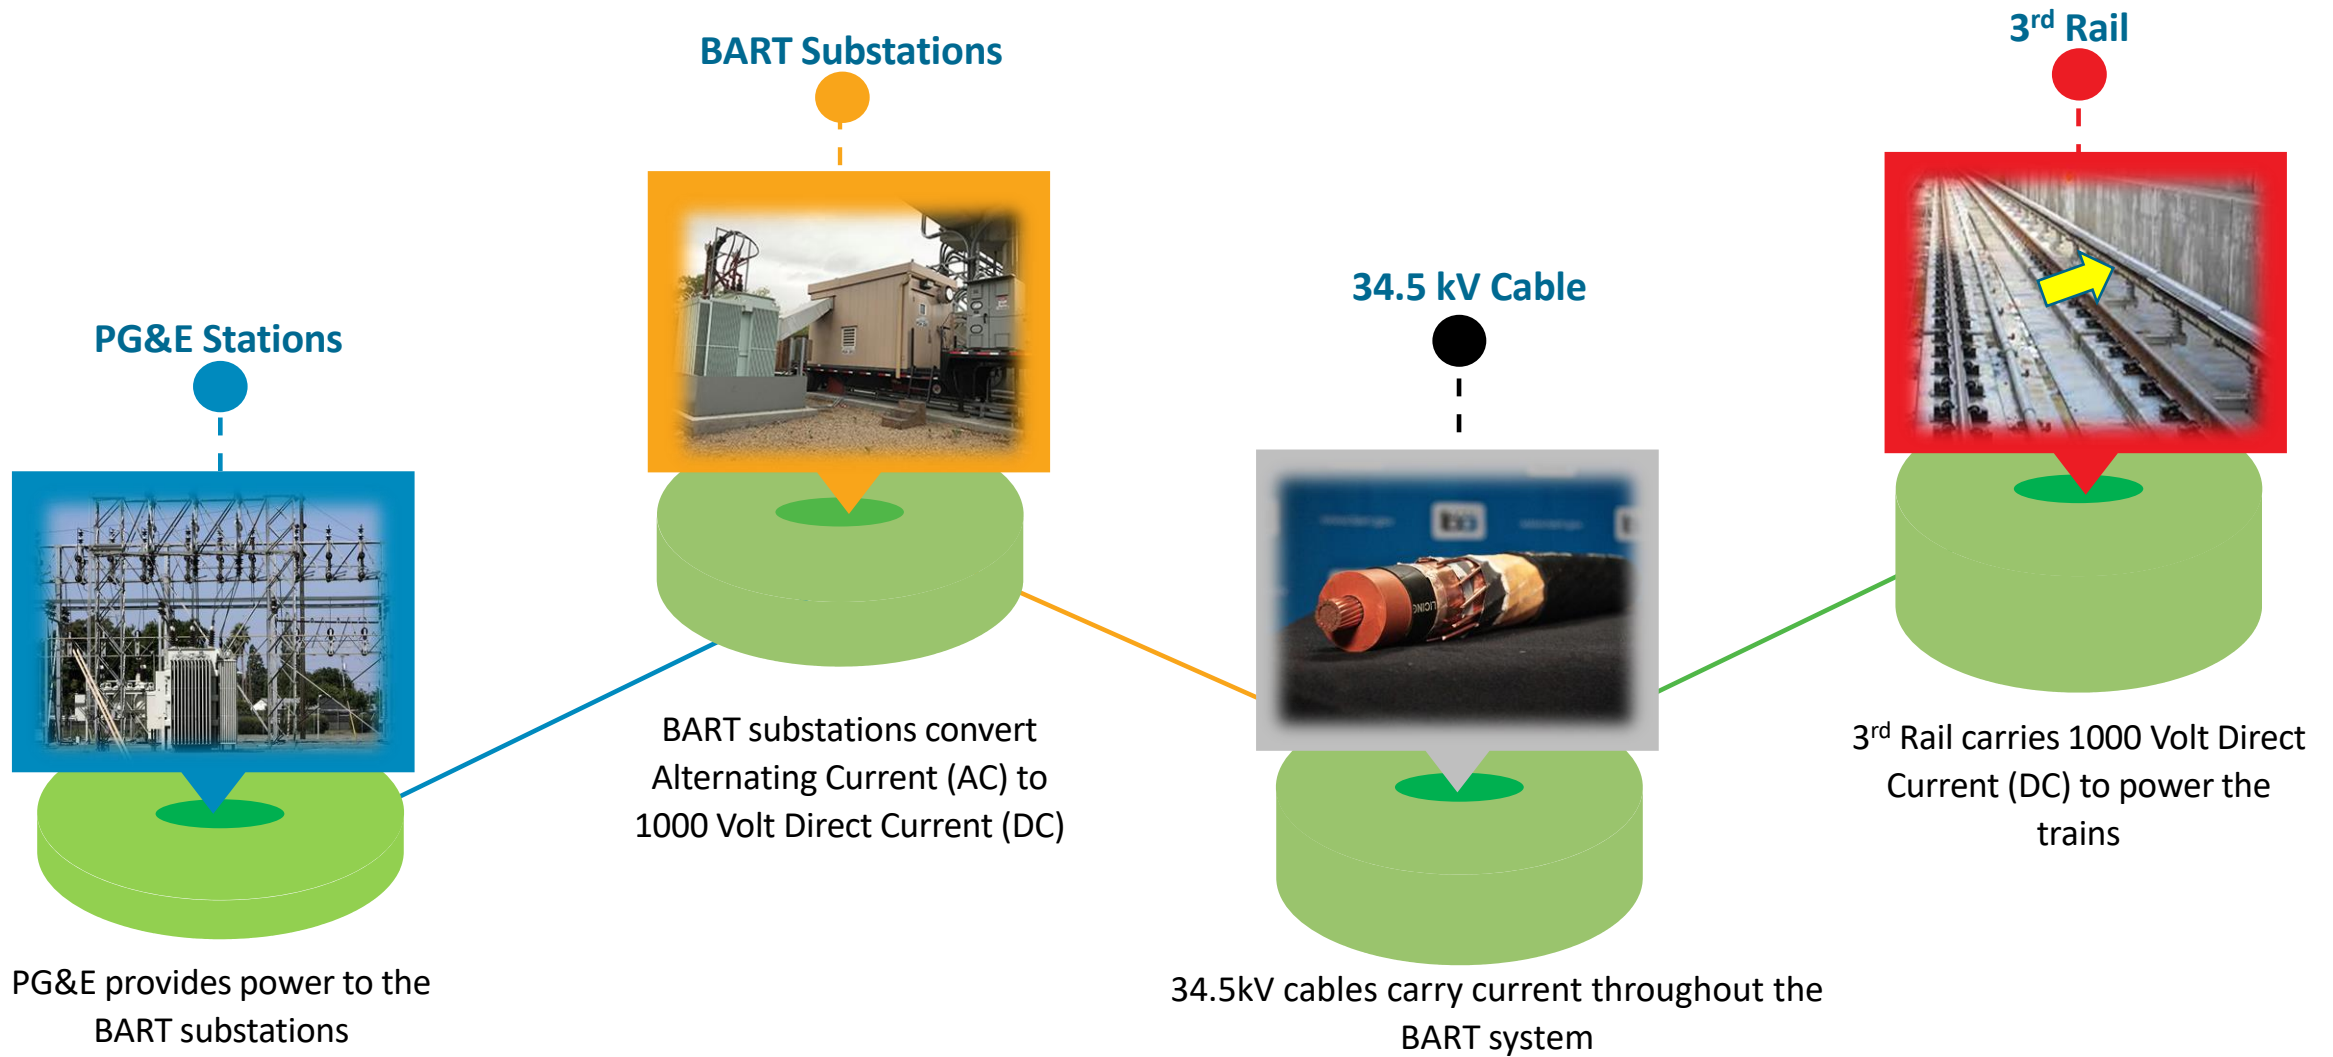 3rd Rail
BART Substations
34.5 kV Cable
PG&E Stations
BART substations convert
Alternating Current (AC) to
1000 Volt Direct Current (DC)
3rd Rail carries 1000 Volt Direct
Current (DC) to power the
trains
PG&E provides power to the
BART substations
34.5kV cables carry current throughout the
BART system